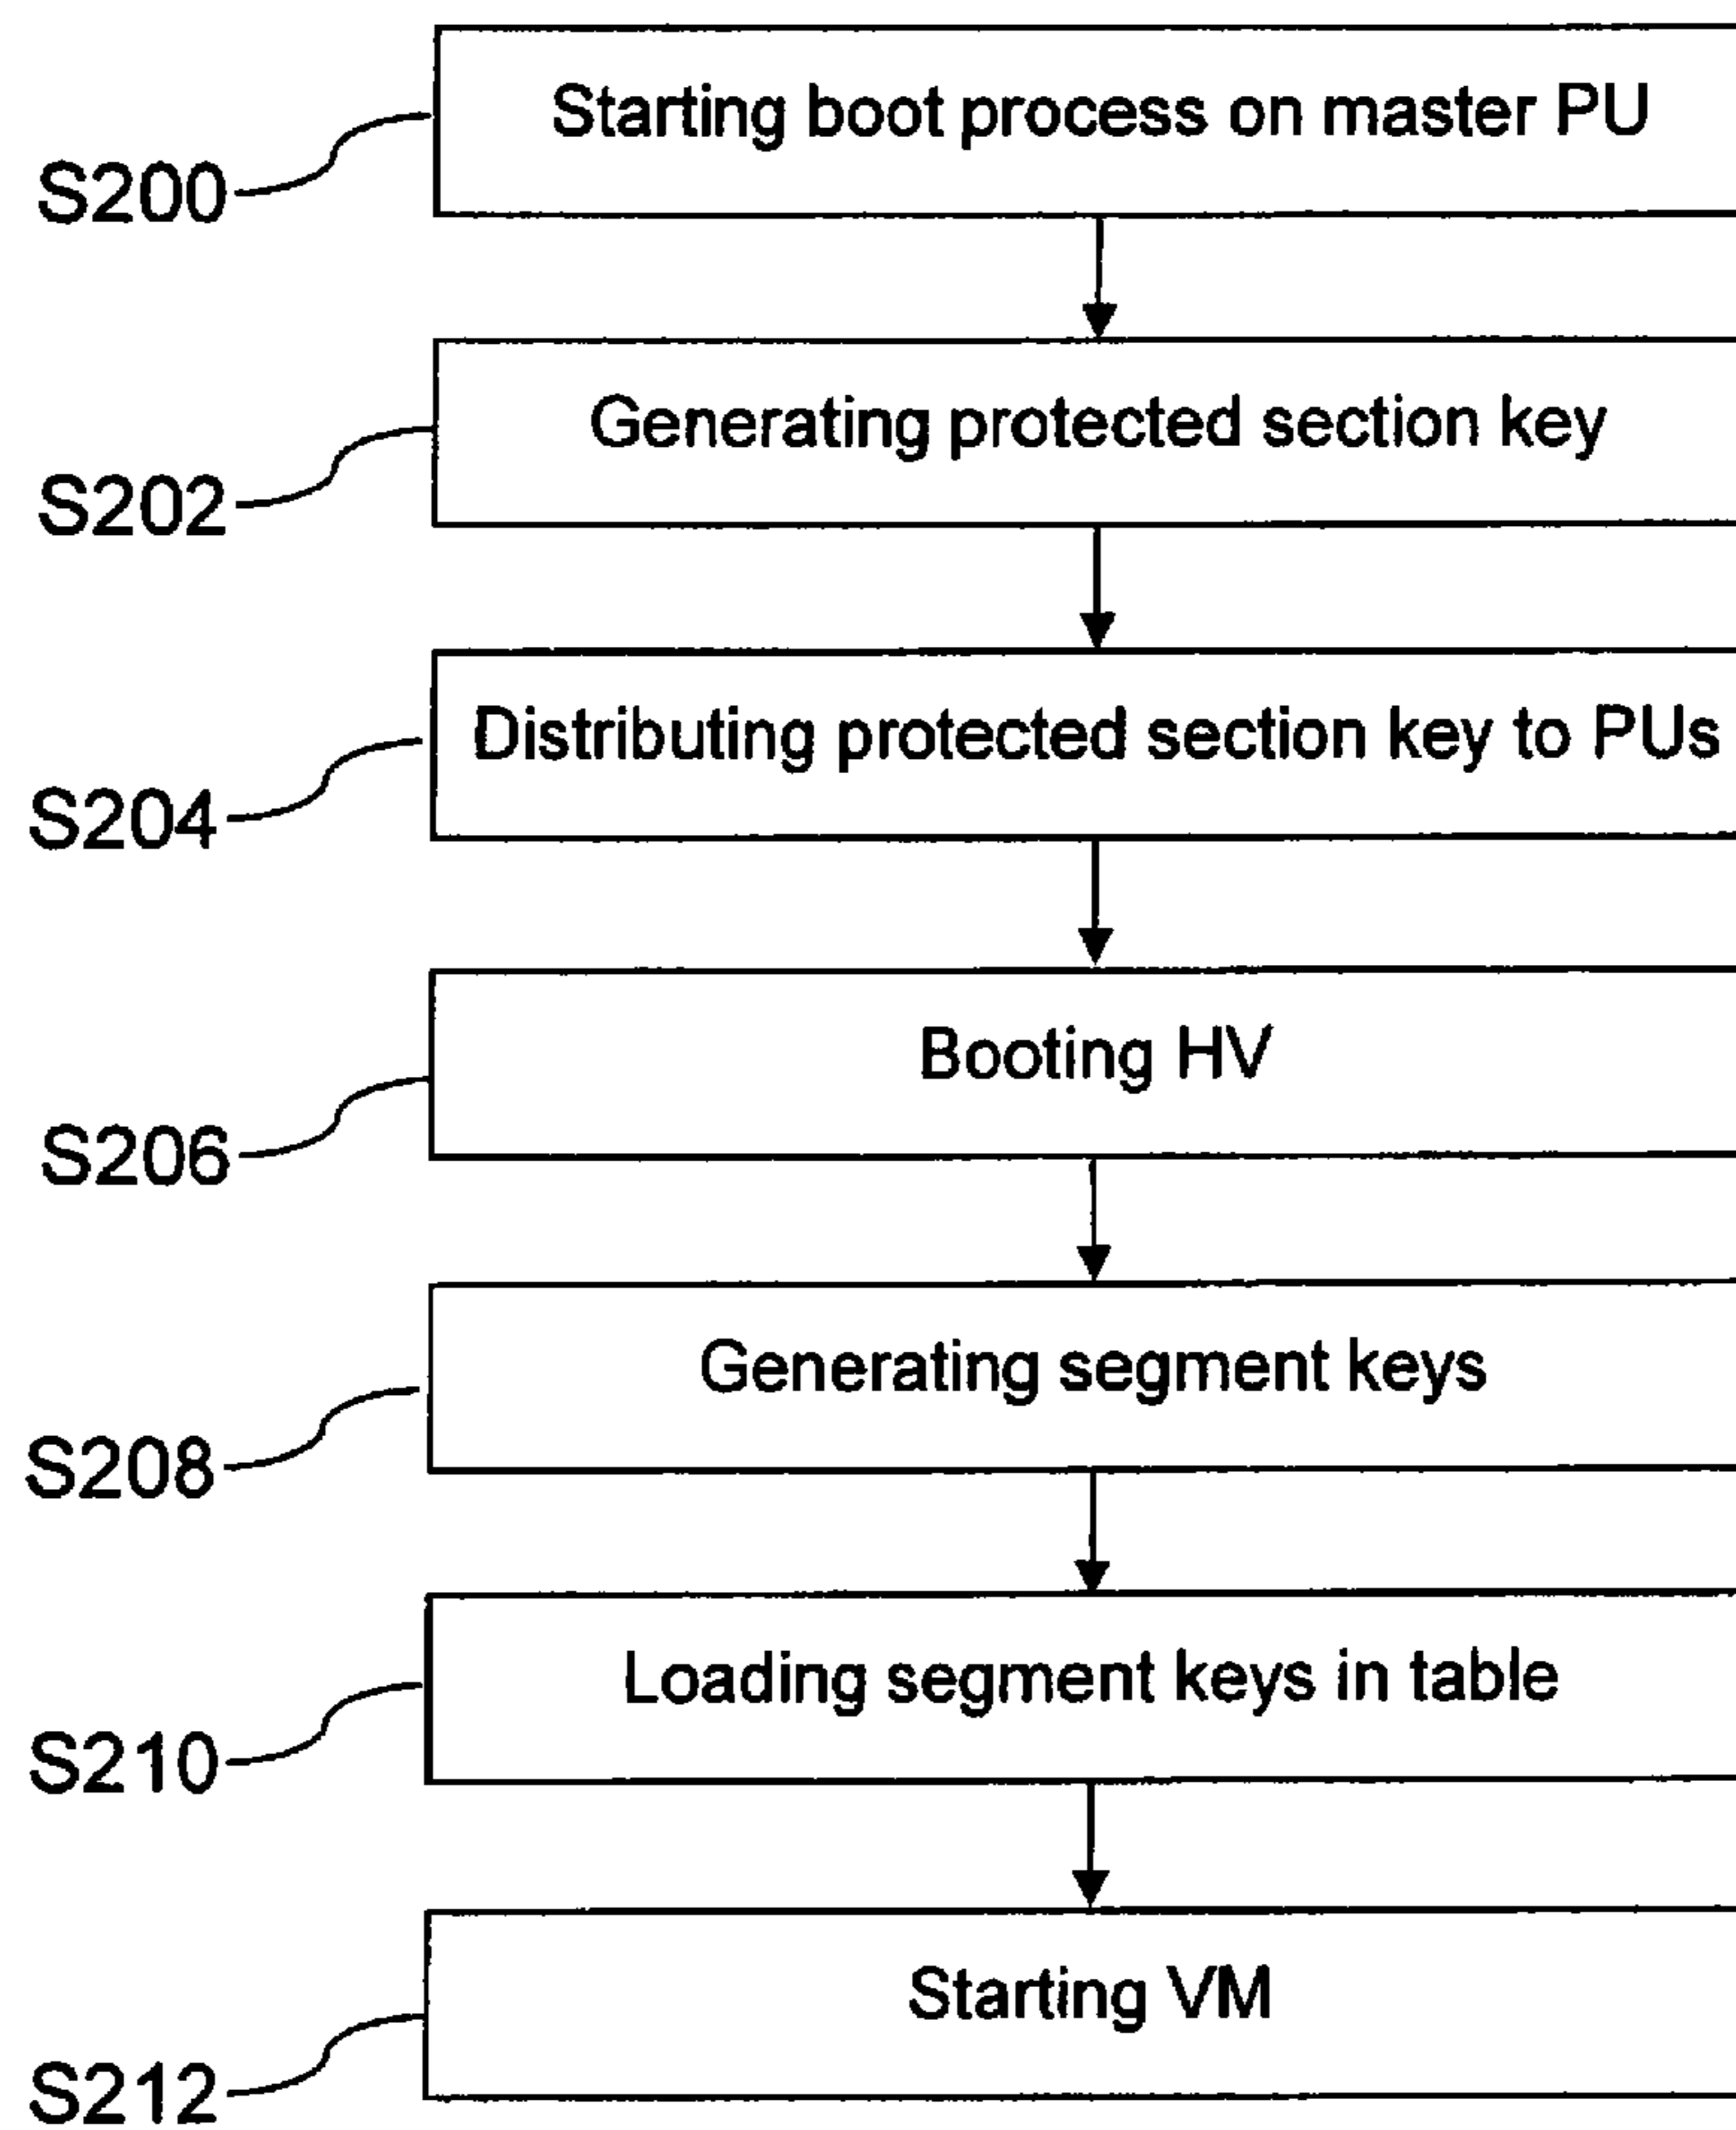 Starting boot process on master PU
S200
Generating protected section key
S202
Distributing protected section key to PUs
S204
Booting HV
S206
Generating segment keys
S208
Loading segment keys in table
S210
Starting VM
S212